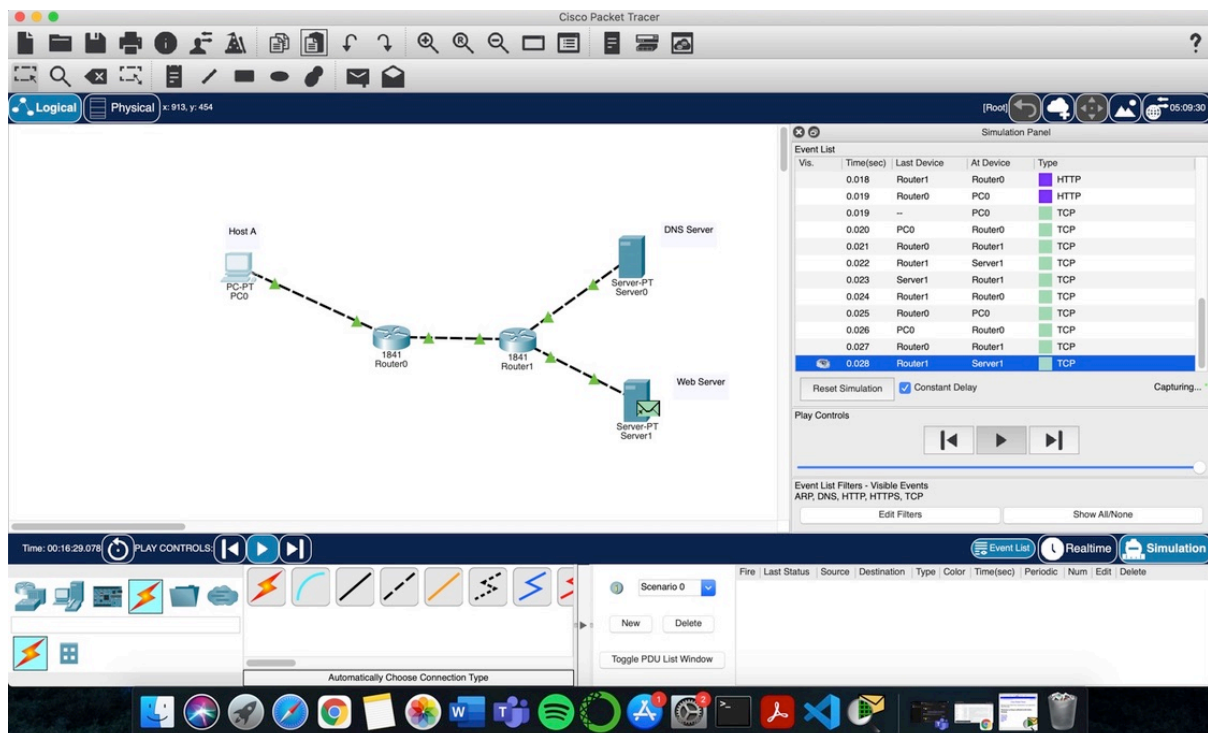 Cisco Packet Tracer
?
Logical Physical x: 913, y: 454 [Root] 05:09:30
Host A
PC-PT
PC0
1841
Router0
1841
Router1
DNS Server
Server-PT
Server0
Web Server
Server-PT
Server1
Simulation Panel
Event List
Vis. Time(sec) Last Device At Device Type
0.018 Router1 Router0 HTTP
0.019 Router0 PC0 HTTP
0.019 -- PC0 TCP
0.020 PC0 Router0 TCP
0.021 Router0 Router1 TCP
0.022 Router1 Server1 TCP
0.023 Server1 Router1 TCP
0.024 Router1 Router0 TCP
0.025 Router0 PC0 TCP
0.026 PC0 Router0 TCP
0.027 Router0 Router1 TCP
0.028 Router1 Server1 TCP
Reset Simulation Constant Delay Capturing...
Play Controls
Event List Filters - Visible Events
ARP, DNS, HTTP, HTTPS, TCP
Edit Filters Show All/None
Time: 00:16:29.078 PLAY CONTROLS: Event List Realtime Simulation
Scenario 0
New Delete
Toggle PDU List Window
Fire Last Status Source Destination Type Color Time(sec) Periodic Num Edit Delete
Automatically Choose Connection Type